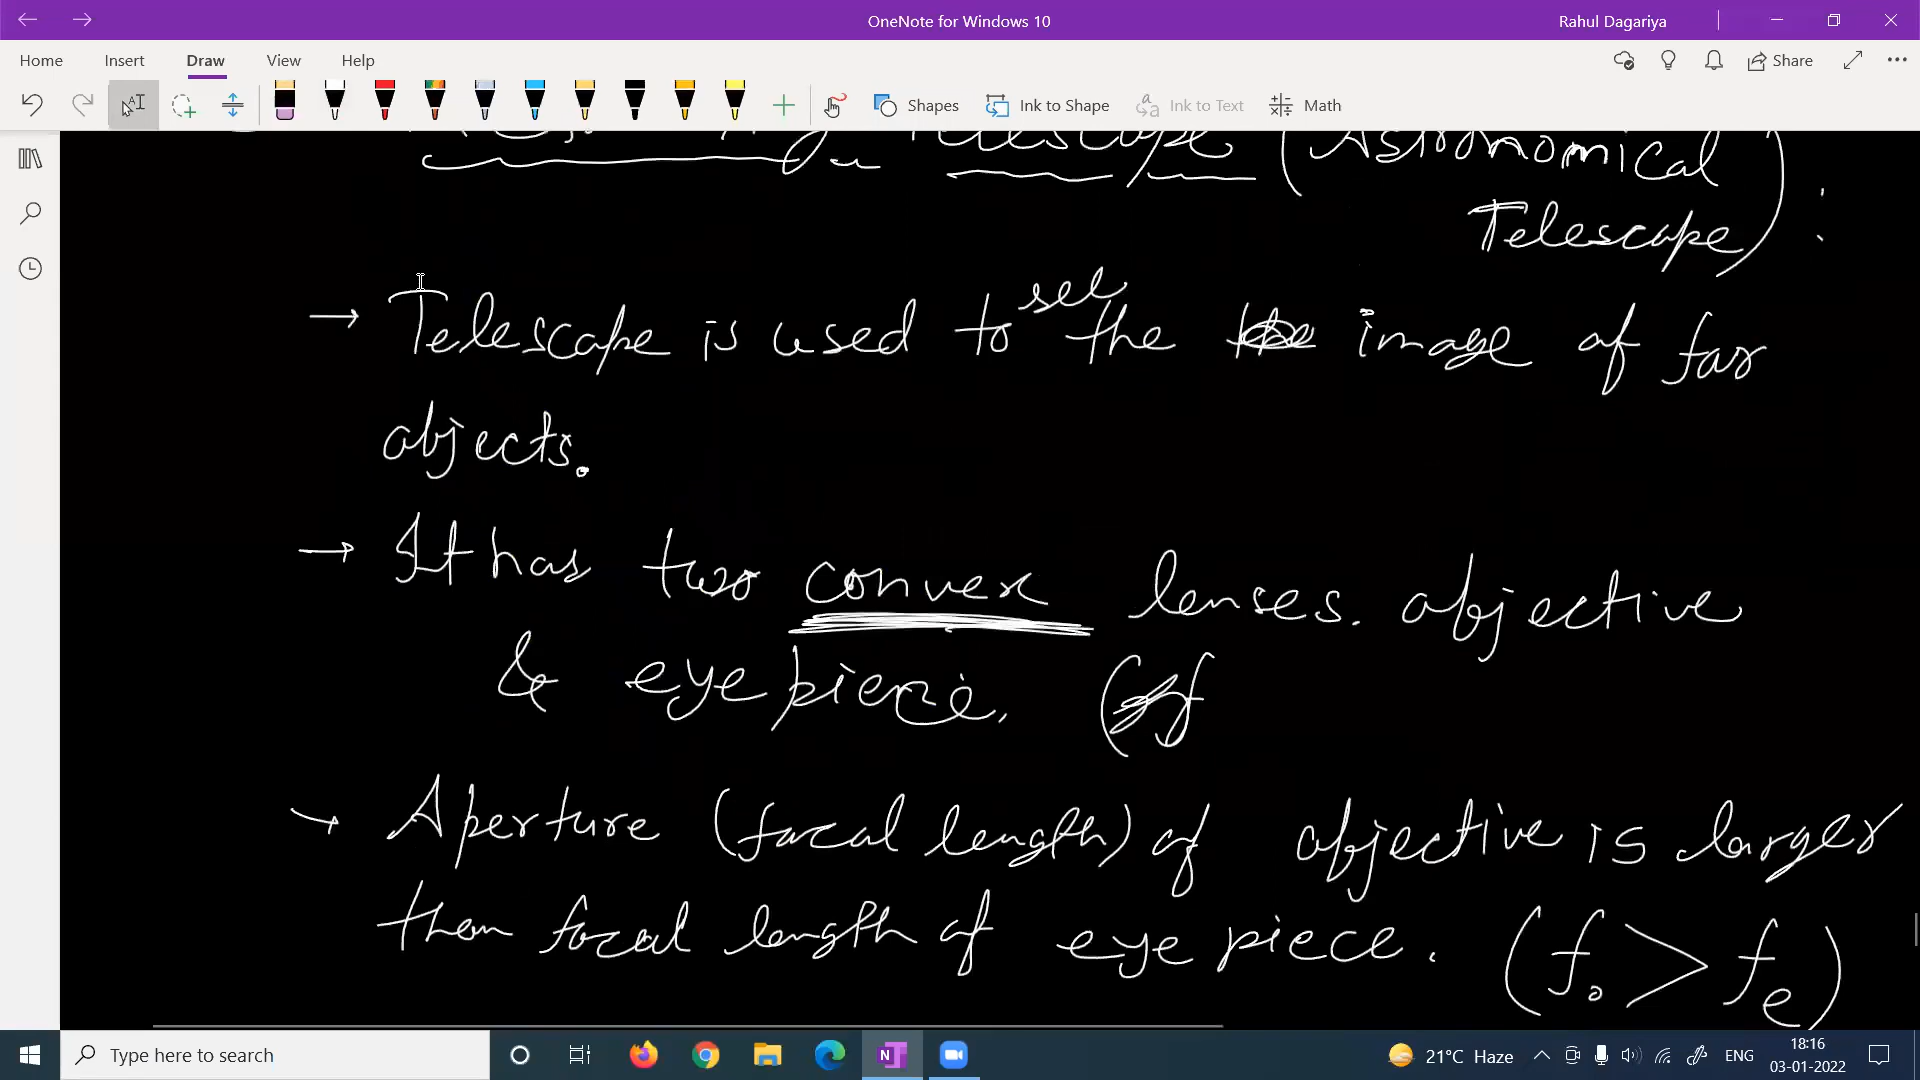 OneNote for Windows 10
Rahul Dagariya
Home Insert Draw View Help
Share
Shapes Ink to Shape Ink to Text Math
Telescope (Astronomical
Telescope) :
→ Telescope is used to see the image of far
objects.
→ It has two convex lenses. objective
& eye piece. (
→ Aperture (focal length) of objective is larger
then focal length of eye piece. (f₀ > fe)
Type here to search
21°C Haze
ENG
18:16
03-01-2022